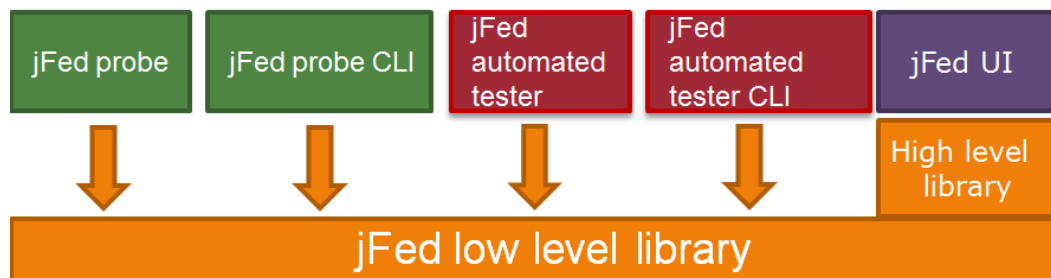 jFed probe
jFed probe CLI
jFed
automated
tester
jFed
automated
tester CLI
jFed UI
High level
library
jFed low level library